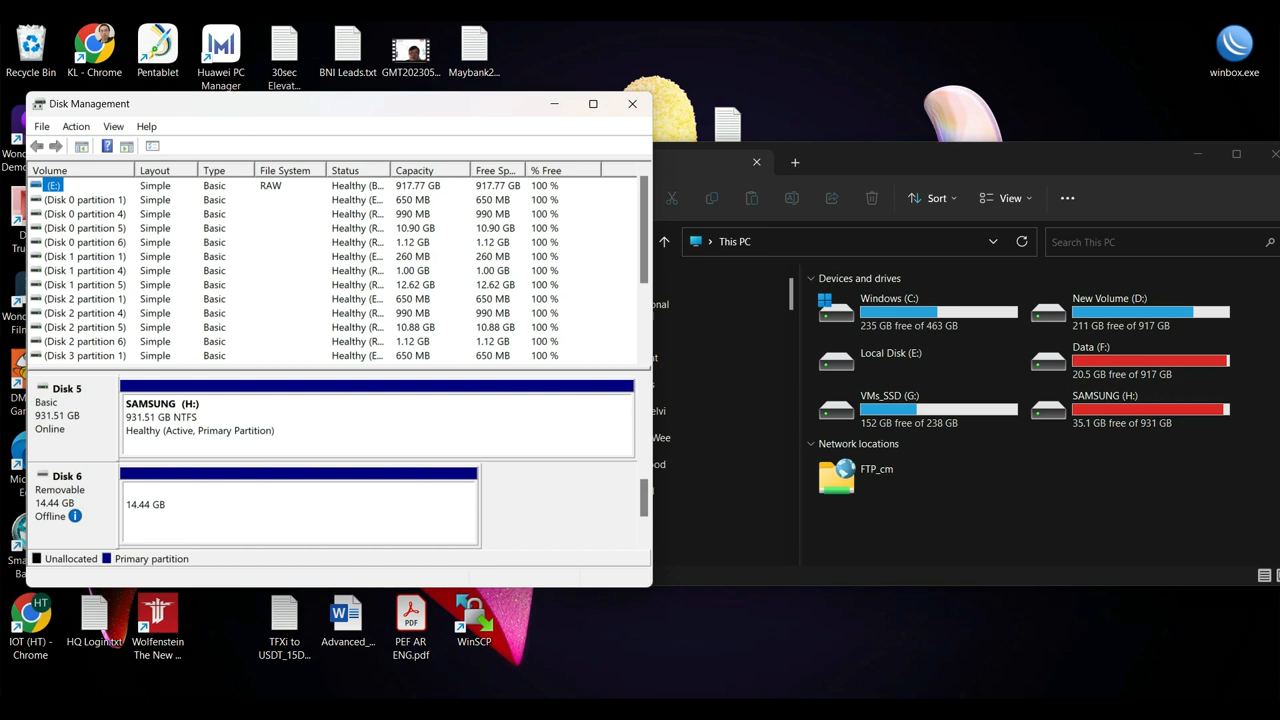 Recycle Bin
KL - Chrome
Pentablet
Huawei PC
Manager
30sec
Elevat...
BNI Leads.txt
GMT202305...
Maybank2...
winbox.exe
Disk Management
File Action View Help
Volume Layout Type File System Status Capacity Free Sp... % Free
(E:) Simple Basic RAW Healthy (B... 917.77 GB 917.77 GB 100 %
(Disk 0 partition 1) Simple Basic Healthy (E... 650 MB 650 MB 100 %
(Disk 0 partition 4) Simple Basic Healthy (R... 990 MB 990 MB 100 %
(Disk 0 partition 5) Simple Basic Healthy (R... 10.90 GB 10.90 GB 100 %
(Disk 0 partition 6) Simple Basic Healthy (R... 1.12 GB 1.12 GB 100 %
(Disk 1 partition 1) Simple Basic Healthy (E... 260 MB 260 MB 100 %
(Disk 1 partition 4) Simple Basic Healthy (R... 1.00 GB 1.00 GB 100 %
(Disk 1 partition 5) Simple Basic Healthy (R... 12.62 GB 12.62 GB 100 %
(Disk 2 partition 1) Simple Basic Healthy (E... 650 MB 650 MB 100 %
(Disk 2 partition 4) Simple Basic Healthy (R... 990 MB 990 MB 100 %
(Disk 2 partition 5) Simple Basic Healthy (R... 10.88 GB 10.88 GB 100 %
(Disk 2 partition 6) Simple Basic Healthy (R... 1.12 GB 1.12 GB 100 %
(Disk 3 partition 1) Simple Basic Healthy (E... 650 MB 650 MB 100 %
Disk 5
Basic
931.51 GB
Online
SAMSUNG (H:)
931.51 GB NTFS
Healthy (Active, Primary Partition)
Disk 6
Removable
14.44 GB
Offline
14.44 GB
Unallocated Primary partition
Sort View
This PC
Search This PC
Devices and drives
Windows (C:)
235 GB free of 463 GB
New Volume (D:)
211 GB free of 917 GB
Local Disk (E:)
Data (F:)
20.5 GB free of 917 GB
VMs_SSD (G:)
152 GB free of 238 GB
SAMSUNG (H:)
35.1 GB free of 931 GB
Network locations
FTP_cm
onal
nt
elvi
Wee
ood
IOT (HT) -
Chrome
HQ Login.txt
Wolfenstein
The New ...
TFXi to
USDT_15D...
Advanced_...
PEF AR
ENG.pdf
WinSCP